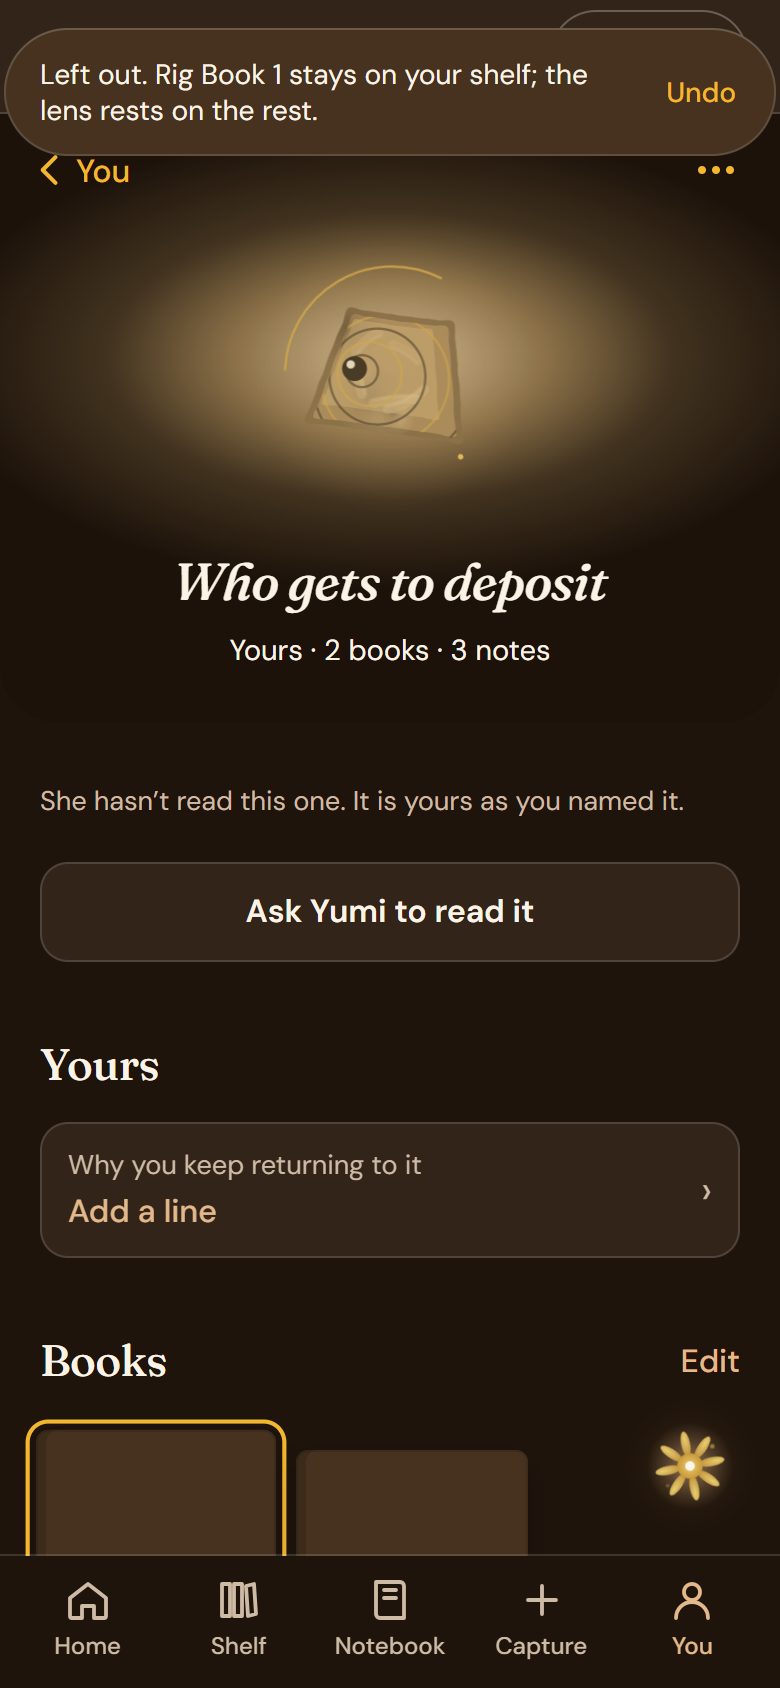 Left out. Rig Book 1 stays on your shelf; the
lens rests on the rest.
Undo
You
Who gets to deposit
Yours · 2 books · 3 notes
She hasn’t read this one. It is yours as you named it.
Ask Yumi to read it
Yours
Why you keep returning to it
Add a line
Books
Edit
Home
Shelf
Notebook
Capture
You